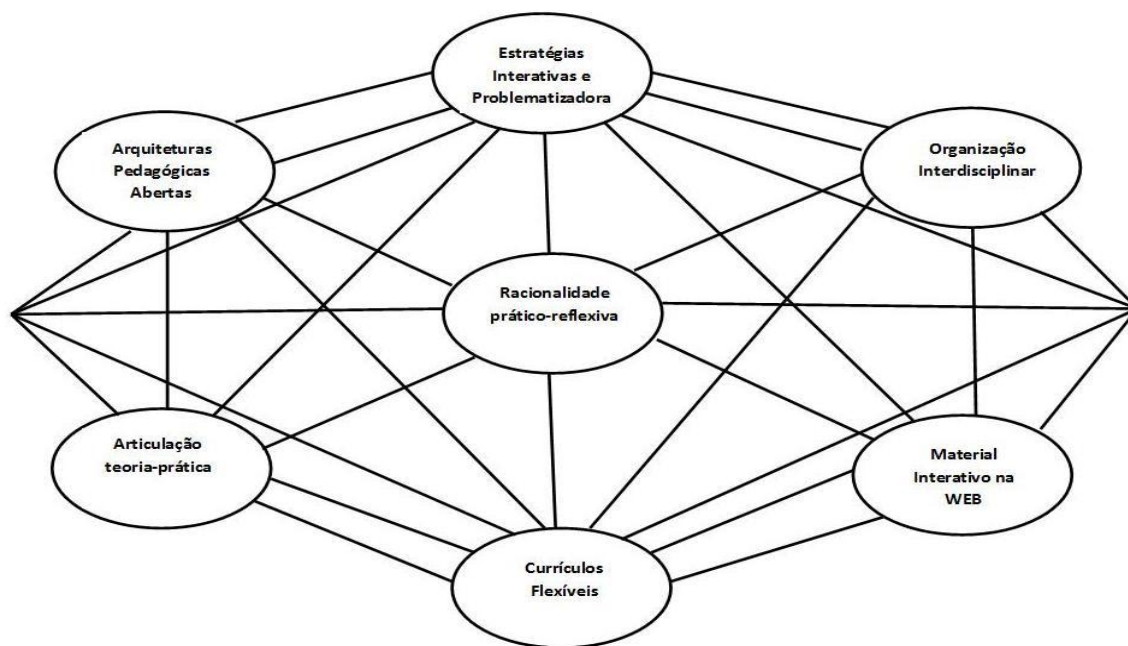 Estratégias
Interativas e
Problematizadora
Arquiteturas
Pedagógicas
Abertas
Organização
Interdisciplinar
Racionalidade
prático-reflexiva
Articulação
teoria-prática
Material
Interativo na
WEB
Currículos
Flexíveis